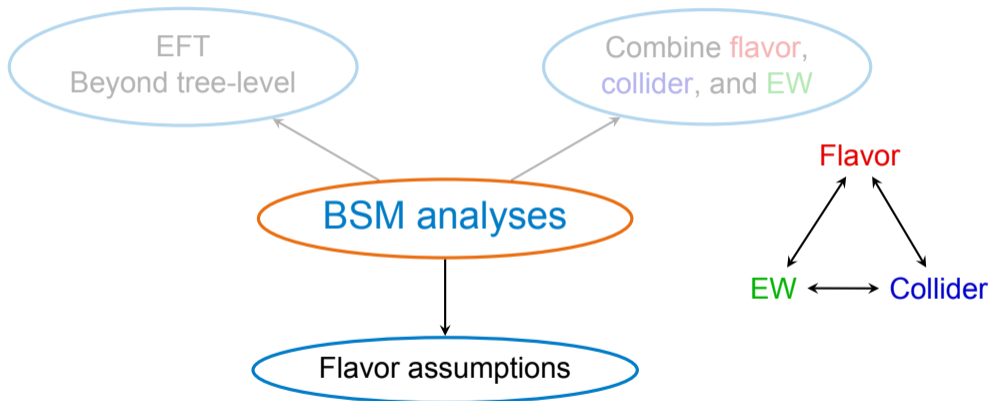 EFT
Beyond tree-level
Combine flavor,
collider, and EW
BSM analyses
Flavor assumptions
Flavor
EW
Collider